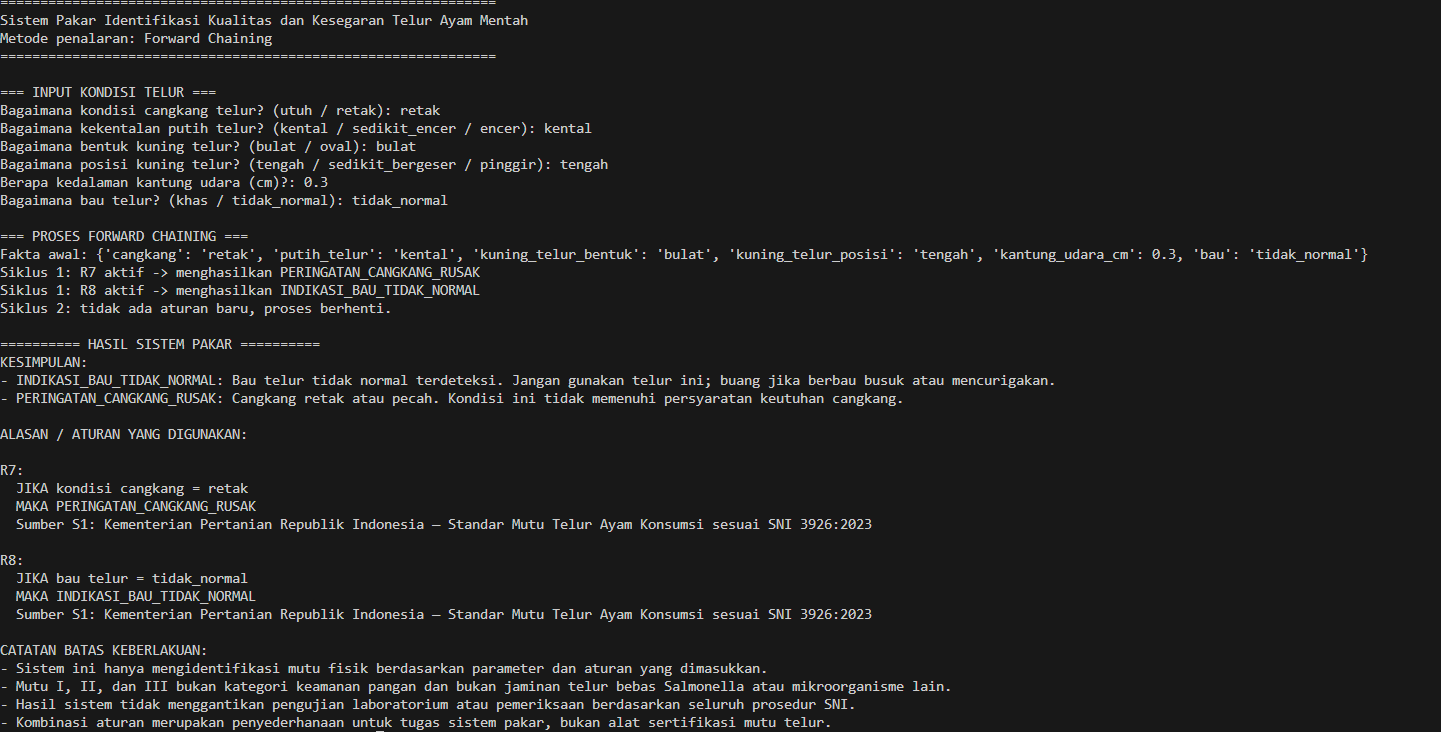 ==============================================================
Sistem Pakar Identifikasi Kualitas dan Kesegaran Telur Ayam Mentah
Metode penalaran: Forward Chaining
==============================================================
=== INPUT KONDISI TELUR ===
Bagaimana kondisi cangkang telur? (utuh / retak): retak
Bagaimana kekentalan putih telur? (kental / sedikit_encer / encer): kental
Bagaimana bentuk kuning telur? (bulat / oval): bulat
Bagaimana posisi kuning telur? (tengah / sedikit_bergeser / pinggir): tengah
Berapa kedalaman kantung udara (cm)?: 0.3
Bagaimana bau telur? (khas / tidak_normal): tidak_normal
=== PROSES FORWARD CHAINING ===
Fakta awal: {'cangkang': 'retak', 'putih_telur': 'kental', 'kuning_telur_bentuk': 'bulat', 'kuning_telur_posisi': 'tengah', 'kantung_udara_cm': 0.3, 'bau': 'tidak_normal'}
Siklus 1: R7 aktif -> menghasilkan PERINGATAN_CANGKANG_RUSAK
Siklus 1: R8 aktif -> menghasilkan INDIKASI_BAU_TIDAK_NORMAL
Siklus 2: tidak ada aturan baru, proses berhenti.
========== HASIL SISTEM PAKAR ==========
KESIMPULAN:
- INDIKASI_BAU_TIDAK_NORMAL: Bau telur tidak normal terdeteksi. Jangan gunakan telur ini; buang jika berbau busuk atau mencurigakan.
- PERINGATAN_CANGKANG_RUSAK: Cangkang retak atau pecah. Kondisi ini tidak memenuhi persyaratan keutuhan cangkang.
ALASAN / ATURAN YANG DIGUNAKAN:
R7:
JIKA kondisi cangkang = retak
MAKA PERINGATAN_CANGKANG_RUSAK
Sumber S1: Kementerian Pertanian Republik Indonesia – Standar Mutu Telur Ayam Konsumsi sesuai SNI 3926:2023
R8:
JIKA bau telur = tidak_normal
MAKA INDIKASI_BAU_TIDAK_NORMAL
Sumber S1: Kementerian Pertanian Republik Indonesia – Standar Mutu Telur Ayam Konsumsi sesuai SNI 3926:2023
CATATAN BATAS KEBERLAKUAN:
- Sistem ini hanya mengidentifikasi mutu fisik berdasarkan parameter dan aturan yang dimasukkan.
- Mutu I, II, dan III bukan kategori keamanan pangan dan bukan jaminan telur bebas Salmonella atau mikroorganisme lain.
- Hasil sistem tidak menggantikan pengujian laboratorium atau pemeriksaan berdasarkan seluruh prosedur SNI.
- Kombinasi aturan merupakan penyederhanaan untuk tugas sistem pakar, bukan alat sertifikasi mutu telur.